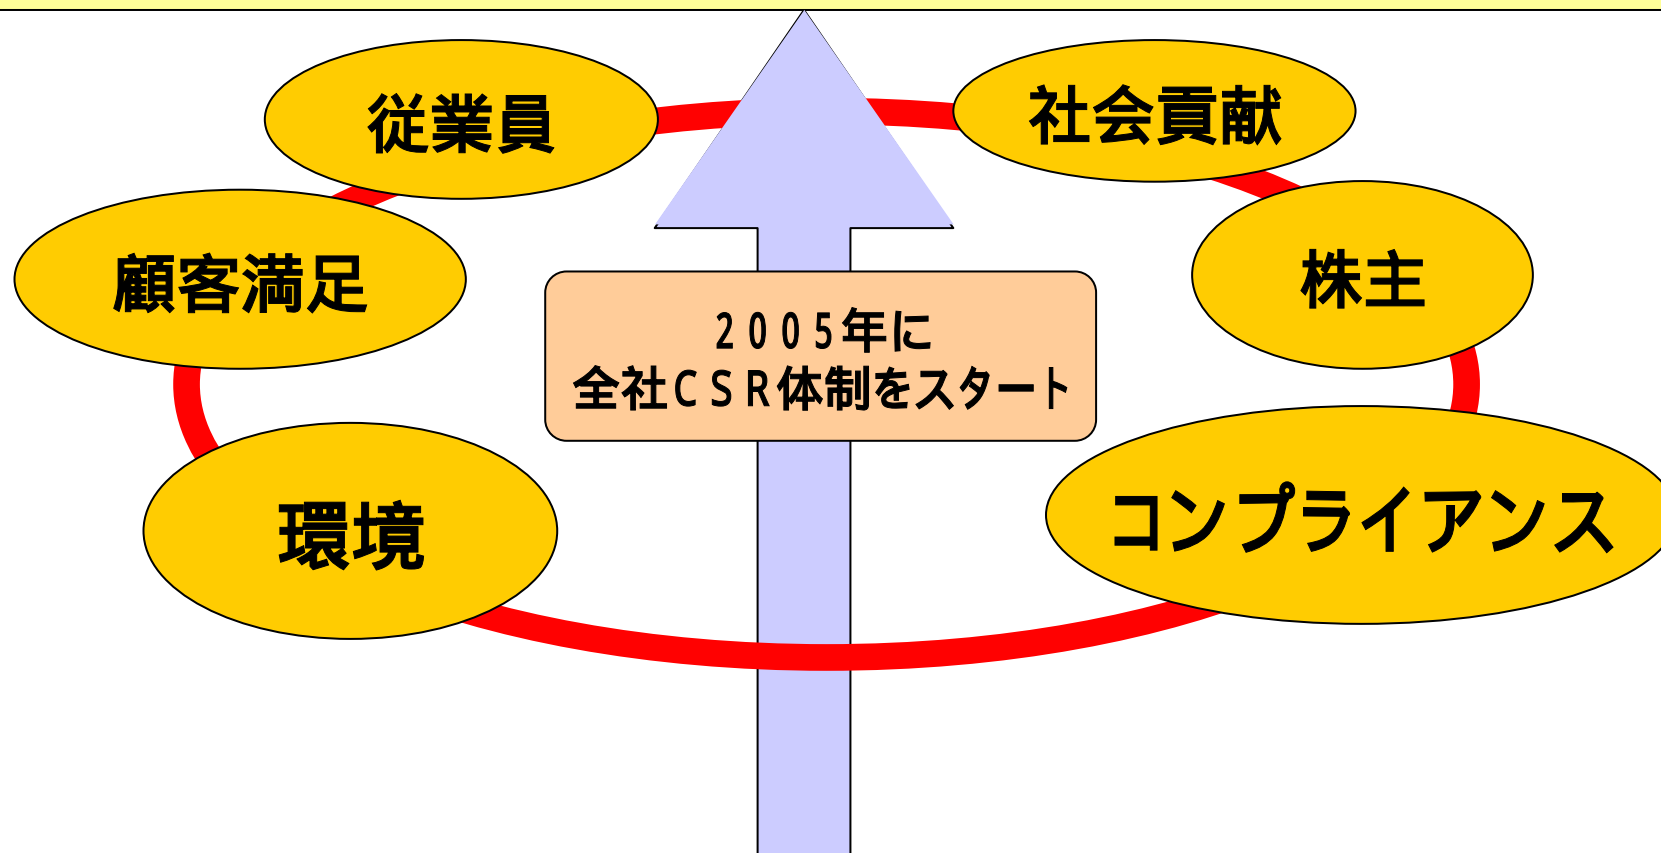 従業員
社会貢献
顧客満足
株主
２００５年に
全社ＣＳＲ体制をスタート
環境
コンプライアンス